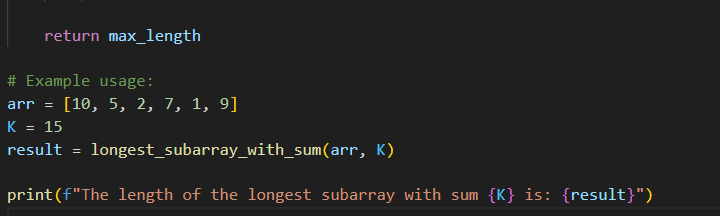 return max_length
# Example usage:
arr = [10, 5, 2, 7, 1, 9]
K = 15
result = longest_subarray_with_sum(arr, K)
print(f"The length of the longest subarray with sum {K} is: {result}")